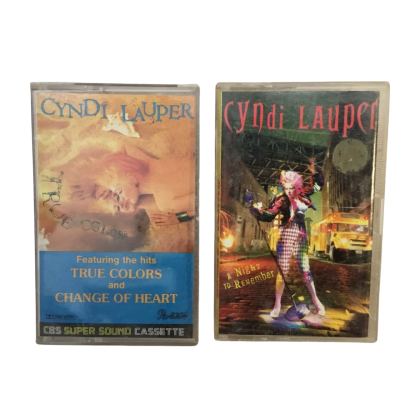 CYNDI LAUPER
COLORS
Featuring the hits
TRUE COLORS
and
CHANGE OF HEART
CBS SUPER SOUND CASSETTE
cyndi LAUPER
A Night
To Remember